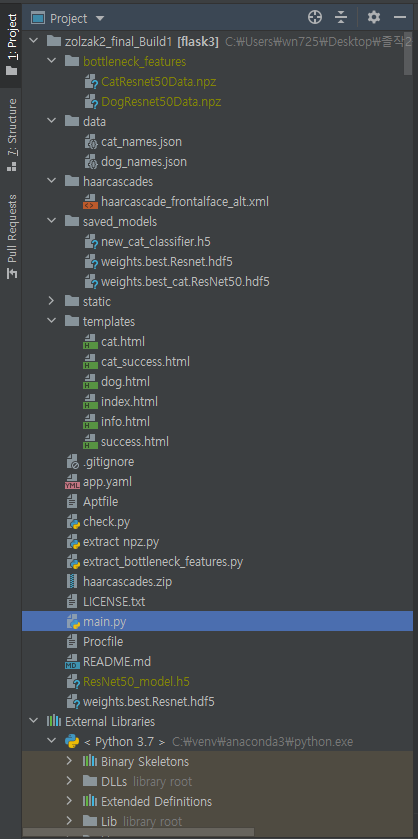 Project
zolzak2_final_Build1 [flask3] C:₩Users₩wn725₩Desktop₩졸작2
bottleneck_features
CatResnet50Data.npz
DogResnet50Data.npz
data
cat_names.json
dog_names.json
haarcascades
haarcascade_frontalface_alt.xml
saved_models
new_cat_classifier.h5
weights.best.Resnet.hdf5
weights.best_cat.ResNet50.hdf5
static
templates
cat.html
cat_success.html
dog.html
index.html
info.html
success.html
.gitignore
app.yaml
Aptfile
check.py
extract npz.py
extract_bottleneck_features.py
haarcascades.zip
LICENSE.txt
main.py
Procfile
README.md
ResNet50_model.h5
weights.best.Resnet.hdf5
External Libraries
< Python 3.7 > C:₩venv₩anaconda3₩python.exe
Binary Skeletons
DLLs library root
Extended Definitions
Lib library root
1: Project
7: Structure
Pull Requests